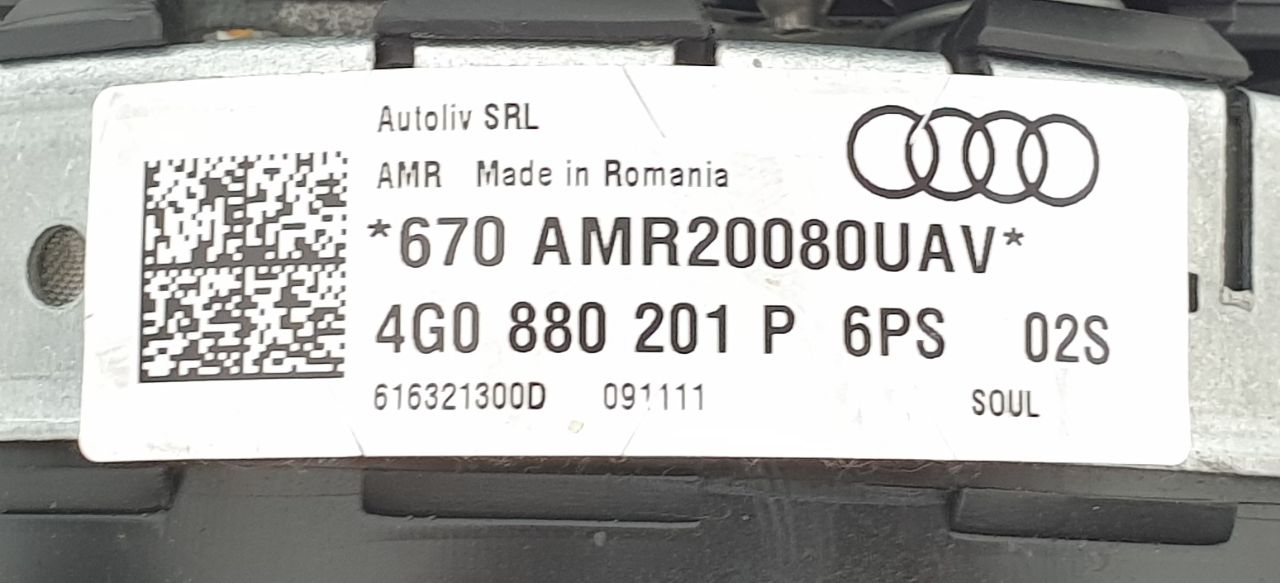 Autoliv SRL
AMR Made in Romania
*670 AMR20080UAV*
4G0 880 201 P 6PS 02S
616321300D 091111 SOUL